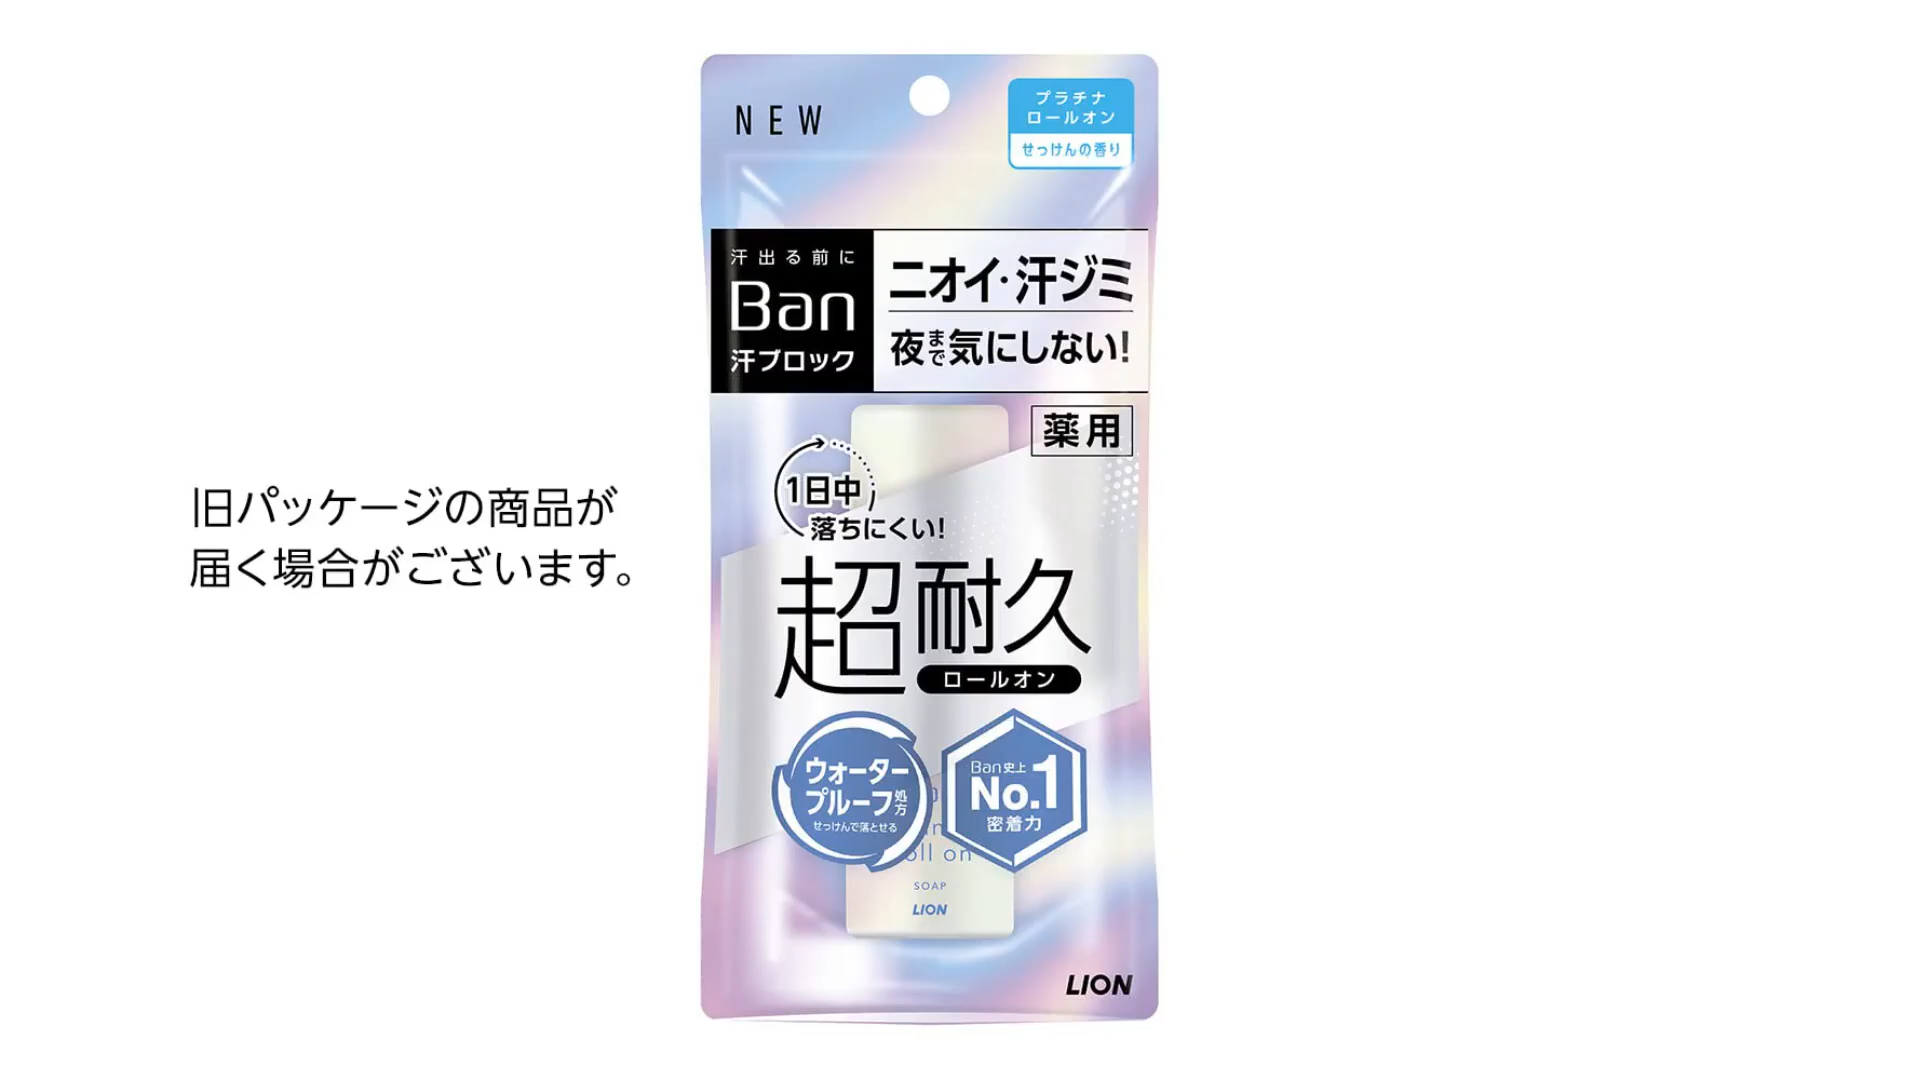 旧パッケージの商品が
届く場合がございます。
NEW
プラチナ
ロールオン
せっけんの香り
汗出る前に
Ban
汗ブロック
ニオイ・汗ジミ
夜まで気にしない!
薬用
1日中
落ちにくい!
超耐久
ロールオン
ウォーター
プルーフ処方
せっけんで落とせる
Ban史上
No.1
密着力
oll on
SOAP
LION
LION